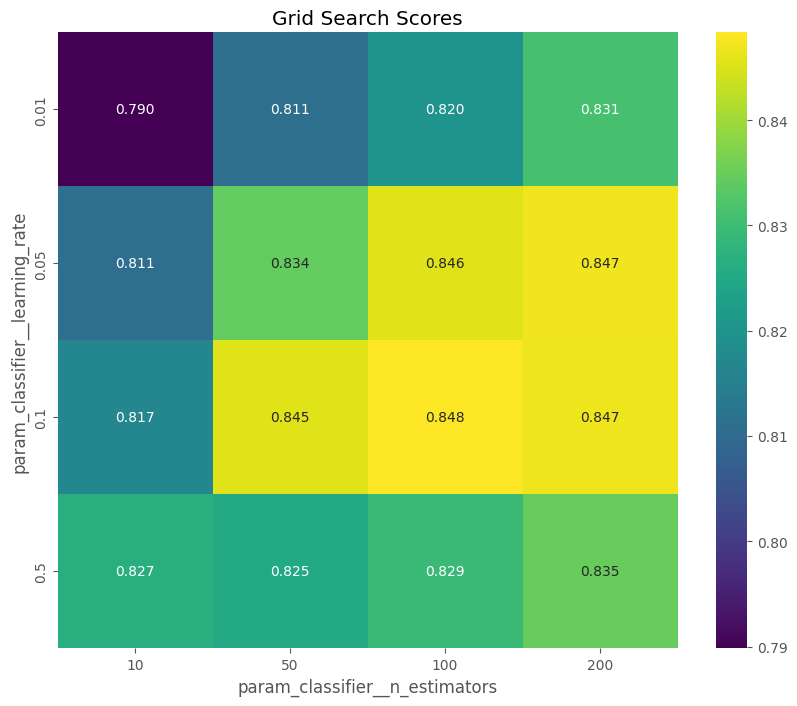 Grid Search Scores
param_classifier__learning_rate
0.01
0.790 0.811 0.820 0.831
0.05
0.811 0.834 0.846 0.847
0.1
0.817 0.845 0.848 0.847
0.5
0.827 0.825 0.829 0.835
10 50 100 200
param_classifier__n_estimators
0.84
0.83
0.82
0.81
0.80
0.79